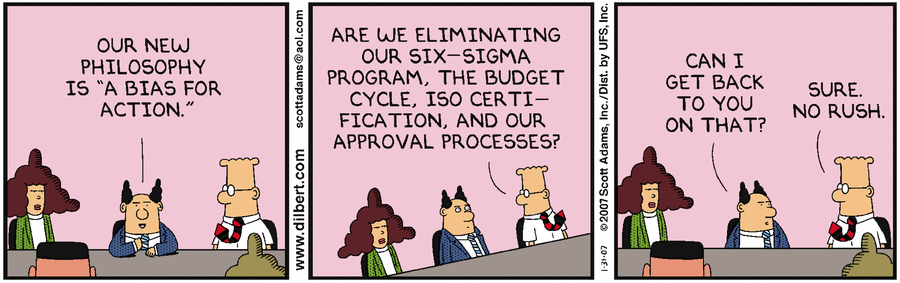 OUR NEW
PHILOSOPHY
IS "A BIAS FOR
ACTION."
www.dilbert.com scottadams@aol.com
ARE WE ELIMINATING
OUR SIX-SIGMA
PROGRAM, THE BUDGET
CYCLE, ISO CERTI-
FICATION, AND OUR
APPROVAL PROCESSES?
1-31-07 ©2007 Scott Adams, Inc./Dist. by UFS, Inc.
CAN I
GET BACK
TO YOU
ON THAT?
SURE.
NO RUSH.